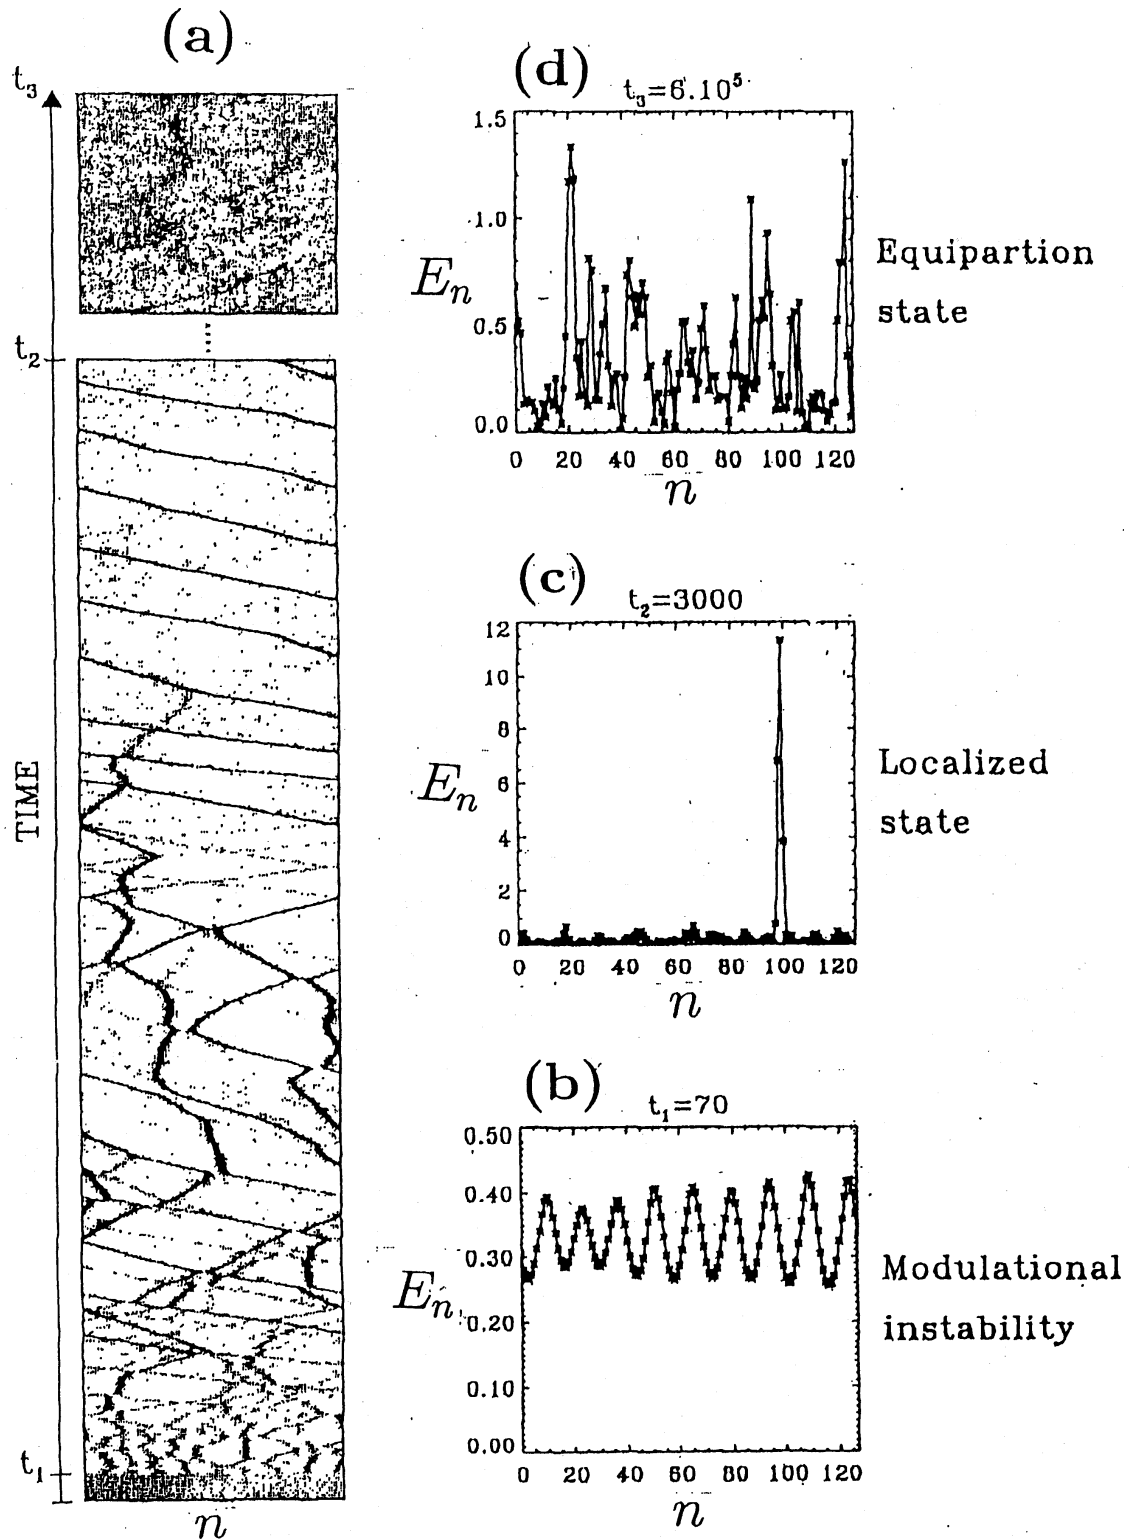 (a)
t₃
t₂
TIME
t₁
n
(d)
t₃=6.10⁵
1.5
1.0
0.5
0.0
Eₙ
0 20 40 60 80 100 120
n
Equipartion
state
(c)
t₂=3000
12
10
8
6
4
2
0
Eₙ
0 20 40 60 80 100 120
n
Localized
state
(b)
t₁=70
0.50
0.40
0.30
0.20
0.10
0.00
Eₙ
0 20 40 60 80 100 120
n
Modulational
instability